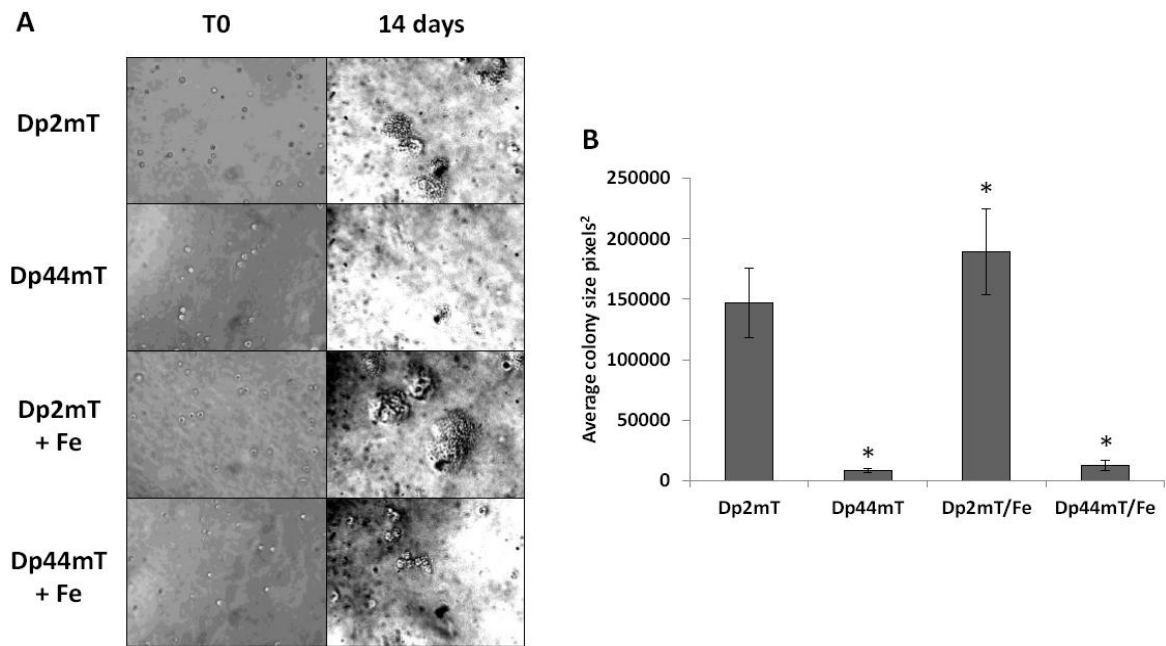 A
T0
14 days
Dp2mT
Dp44mT
Dp2mT
+ Fe
Dp44mT
+ Fe
B
Average colony size pixels²
250000
200000
150000
100000
50000
0
*
*
*
Dp2mT
Dp44mT
Dp2mT/Fe
Dp44mT/Fe